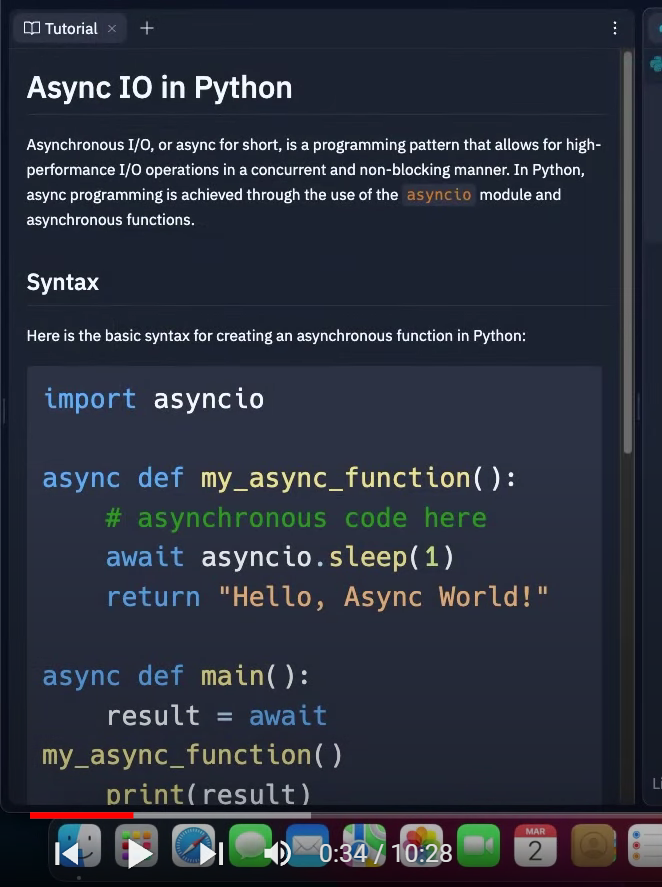 Tutorial
Async IO in Python
Asynchronous I/O, or async for short, is a programming pattern that allows for high-
performance I/O operations in a concurrent and non-blocking manner. In Python,
async programming is achieved through the use of the asyncio module and
asynchronous functions.
Syntax
Here is the basic syntax for creating an asynchronous function in Python:
import asyncio
async def my_async_function():
    # asynchronous code here
    await asyncio.sleep(1)
    return "Hello, Async World!"
async def main():
    result = await
my_async_function()
    print(result)
Li
MAR
2
0:34 / 10:28